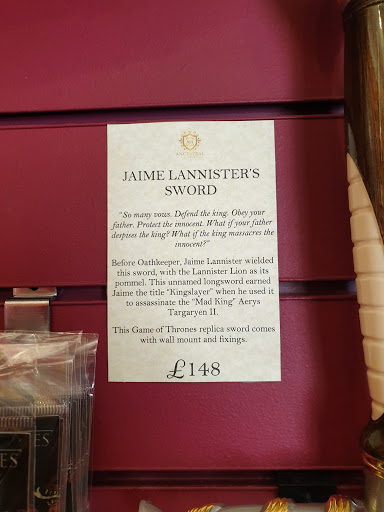 JAIME LANNISTER'S
SWORD
"So many vows. Defend the king. Obey your
father. Protect the innocent. What if your father
despises the king? What if the king massacres the
innocent?"
Before Oathkeeper, Jaime Lannister wielded
this sword, with the Lannister Lion as its
pommel. This unnamed longsword earned
Jaime the title "Kingslayer" when he used it
to assassinate the "Mad King" Aerys
Targaryen II.
This Game of Thrones replica sword comes
with wall mount and fixings.
£148
ES